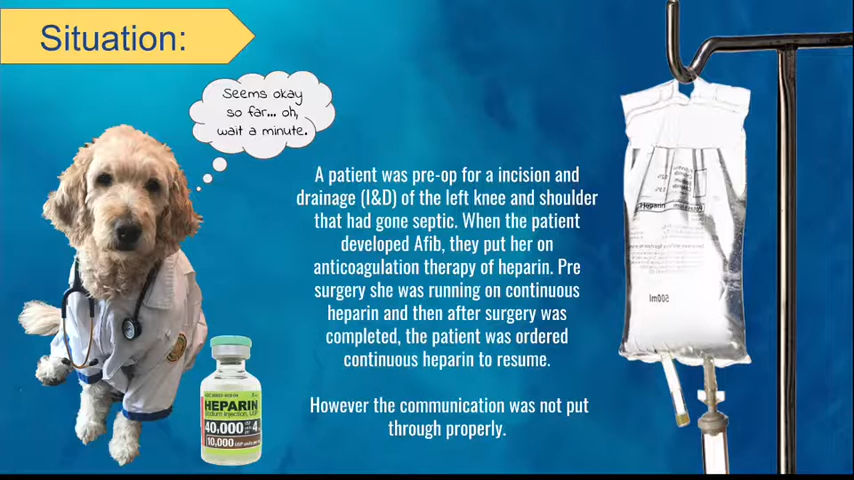 Situation:
Seems okay
so far... oh,
wait a minute.
A patient was pre-op for a incision and
drainage (I&D) of the left knee and shoulder
that had gone septic. When the patient
developed Afib, they put her on
anticoagulation therapy of heparin. Pre
surgery she was running on continuous
heparin and then after surgery was
completed, the patient was ordered
continuous heparin to resume.
However the communication was not put
through properly.
HEPARIN
40,000
10,000
Heparin
500ml